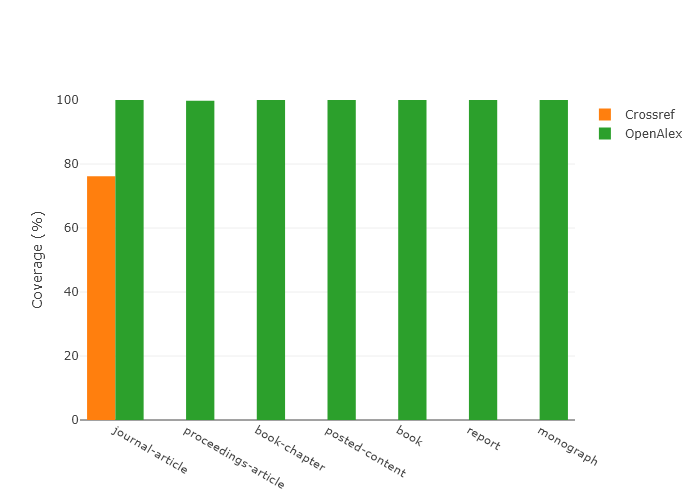 100
80
60
40
20
0
Coverage (%)
journal-article
proceedings-article
book-chapter
posted-content
book
report
monograph
Crossref
OpenAlex